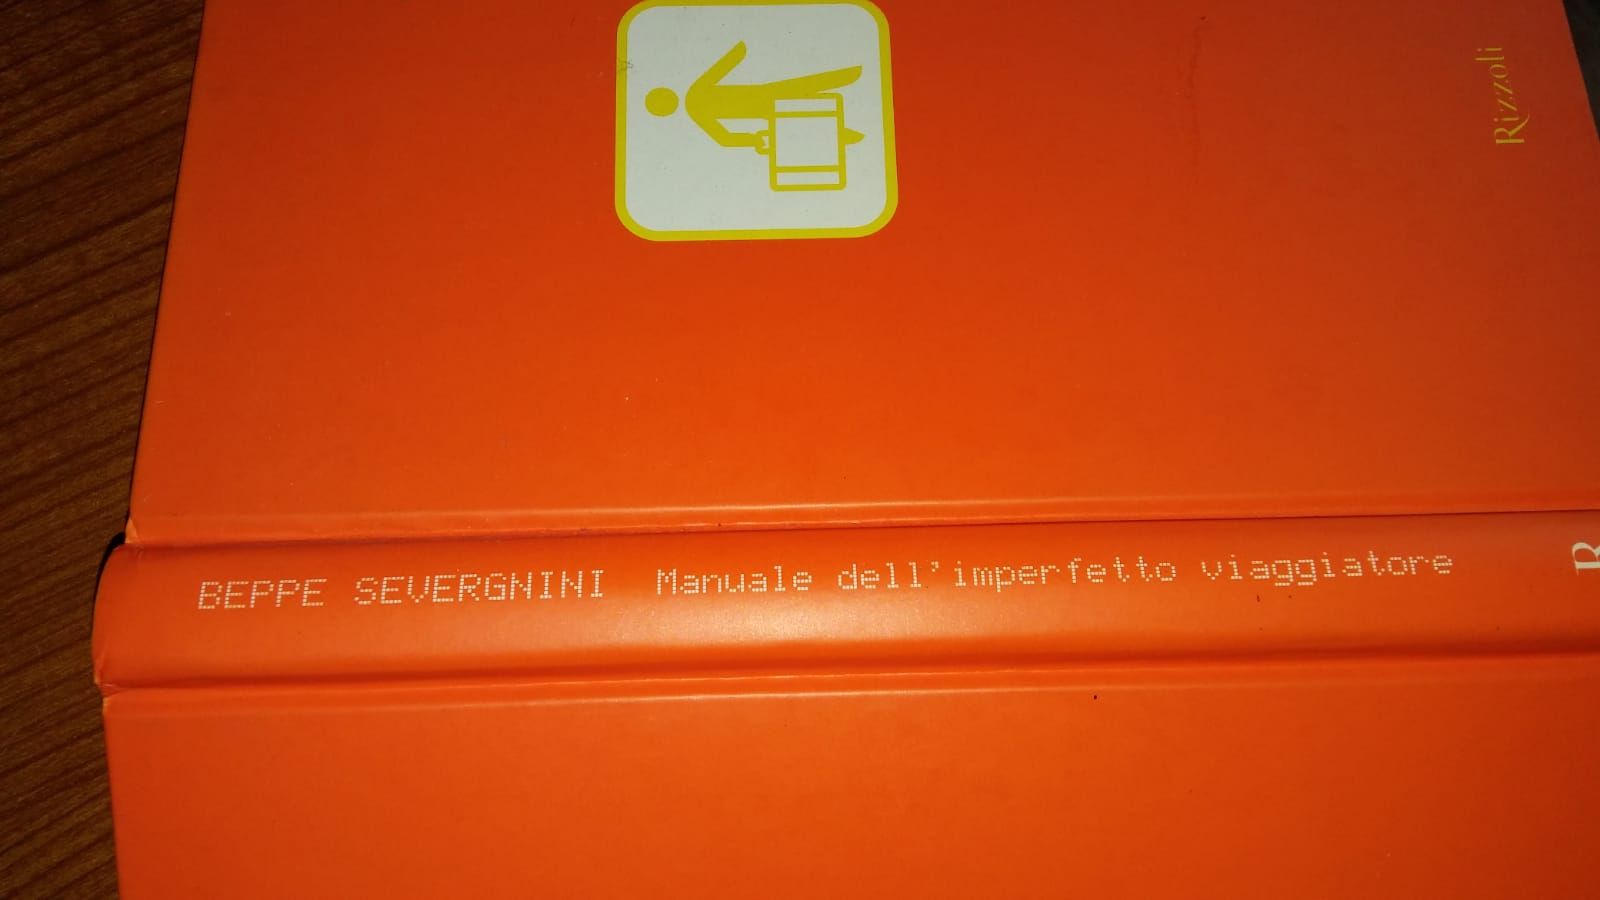 Rizzoli
BEPPE SEVERGNINI Manuale dell'imperfetto viaggiatore
R